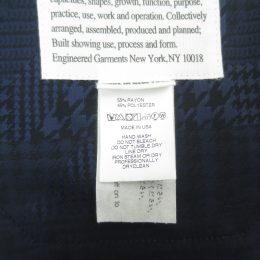 capacities, shapes, growth, function, purpose,
practice, use, work and operation. Collectively
arranged, assembled, produced and planned;
Built showing use, process and form.
Engineered Garments New York, NY 10018
55% RAYON
45% POLYESTER
MADE IN USA
HAND WASH
DO NOT BLEACH
DO NOT TUMBLE DRY
LINE DRY
IRON STEAM OR DRY
PROFESSIONALLY
DRYCLEAN